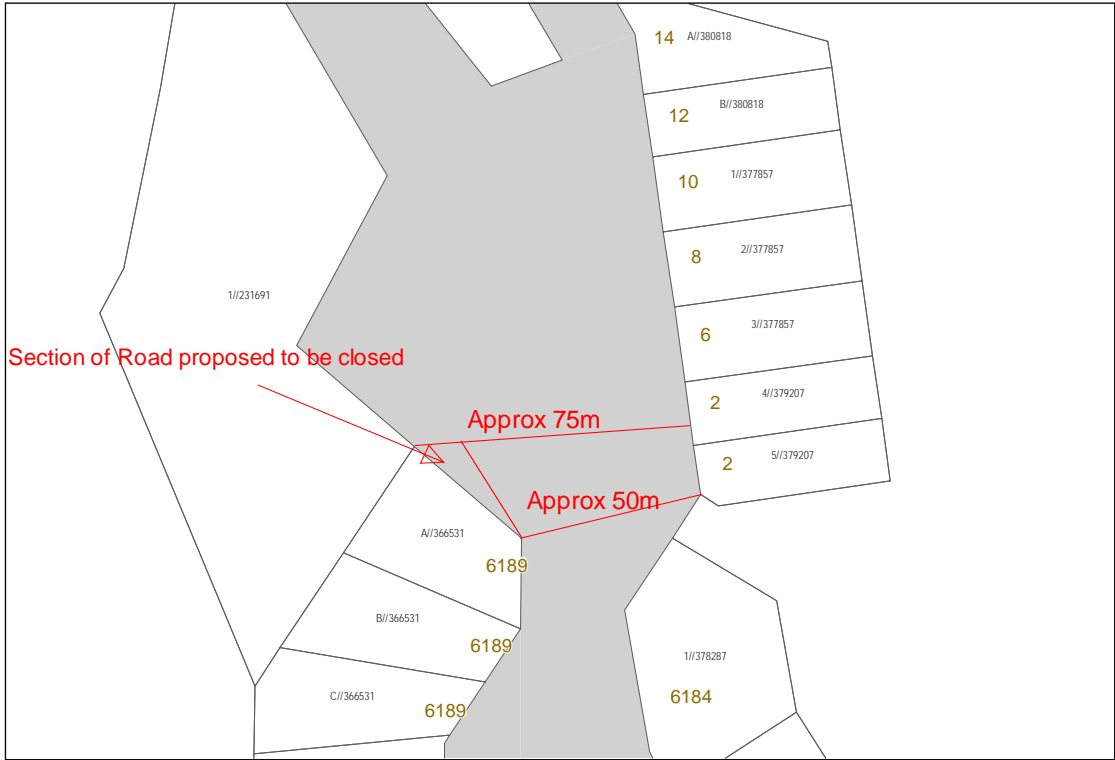 14 A//380818
12 B//380818
10 1//377857
8 2//377857
1//231691
6 3//377857
Section of Road proposed to be closed
2 4//379207
Approx 75m
2 5//379207
Approx 50m
A//366531
6189
B//366531
6189
1//378287
C//366531
6184
6189